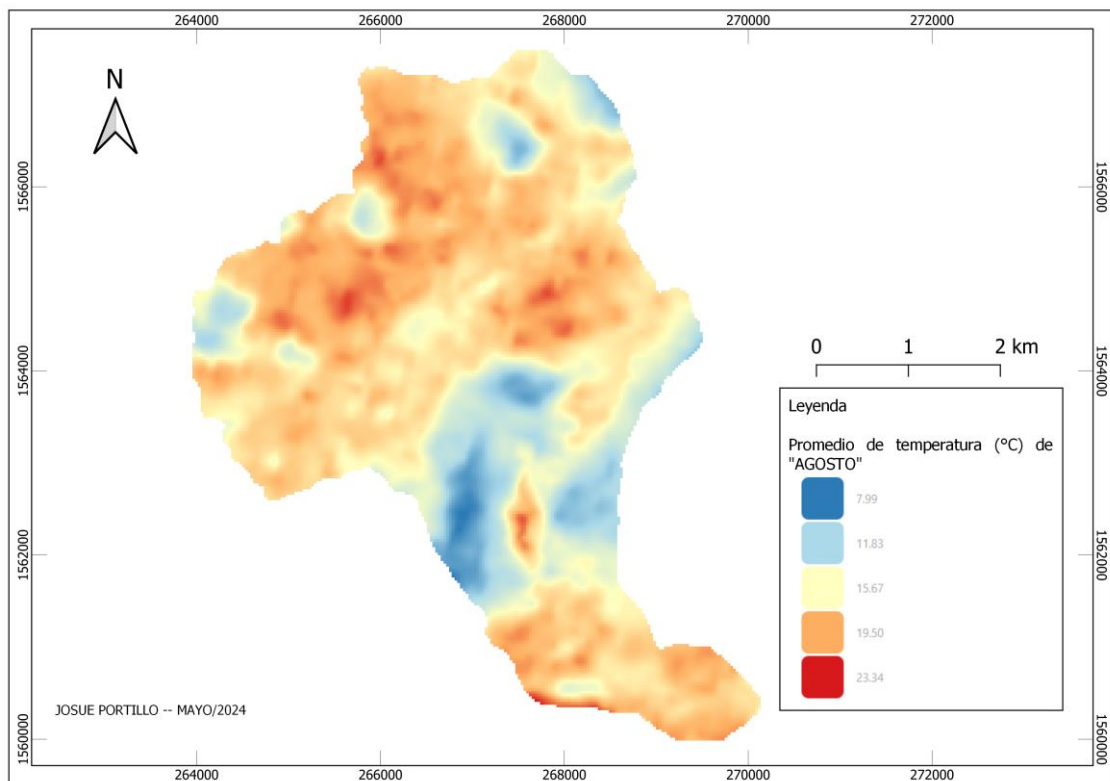 264000 266000 268000 270000 272000
N
1566000 1566000
0 1 2 km
1564000 1564000
Leyenda
Promedio de temperatura (°C) de
"AGOSTO"
7.99
11.83
1562000 1562000
15.67
19.50
23.34
JOSUE PORTILLO -- MAYO/2024
1560000 1560000
264000 266000 268000 270000 272000